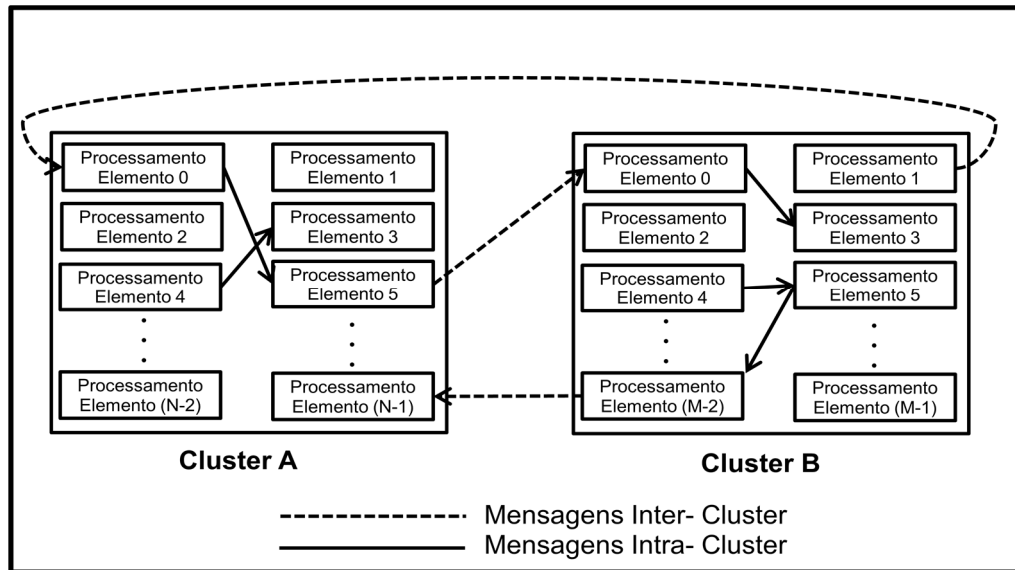 Processamento
Elemento 0
Processamento
Elemento 1
Processamento
Elemento 2
Processamento
Elemento 3
Processamento
Elemento 4
Processamento
Elemento 5
Processamento
Elemento (N-2)
Processamento
Elemento (N-1)
Cluster A
Processamento
Elemento 0
Processamento
Elemento 1
Processamento
Elemento 2
Processamento
Elemento 3
Processamento
Elemento 4
Processamento
Elemento 5
Processamento
Elemento (M-2)
Processamento
Elemento (M-1)
Cluster B
Mensagens Inter- Cluster
Mensagens Intra- Cluster